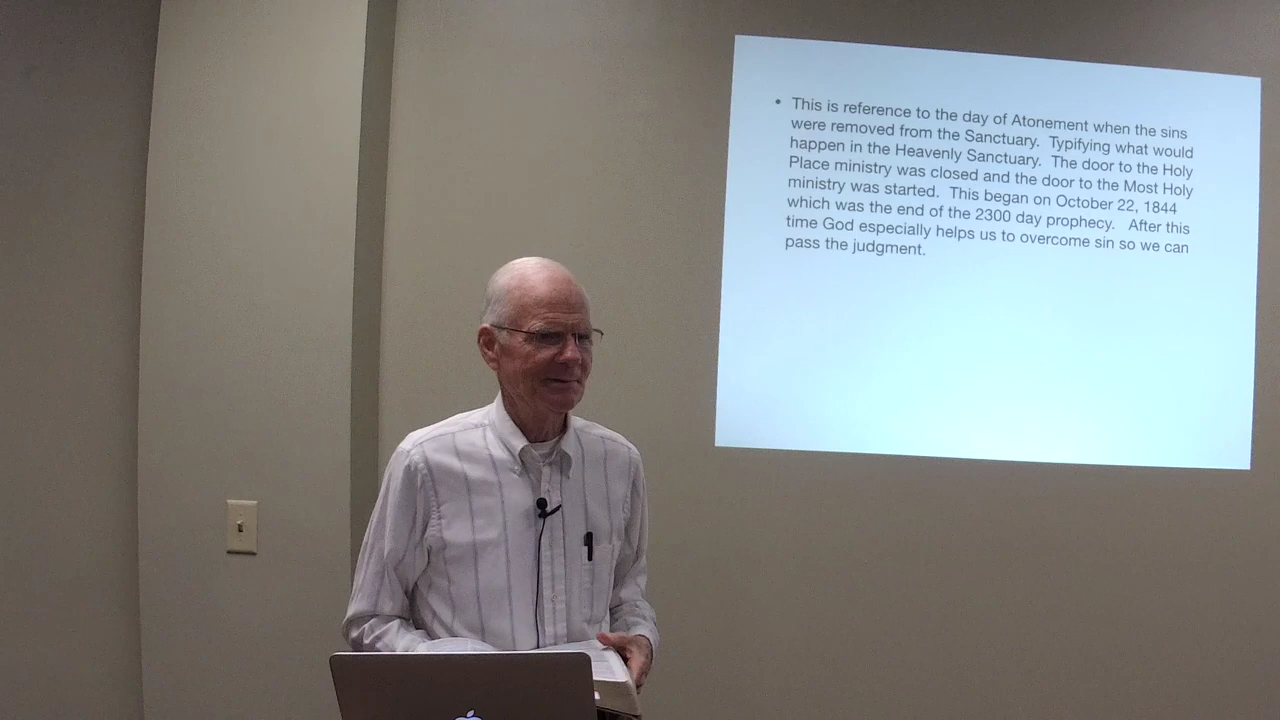 • This is reference to the day of Atonement when the sins
were removed from the Sanctuary.  Typifying what would
happen in the Heavenly Sanctuary.  The door to the Holy
Place ministry was closed and the door to the Most Holy
ministry was started.  This began on October 22, 1844
which was the end of the 2300 day prophecy.   After this
time God especially helps us to overcome sin so we can
pass the judgment.